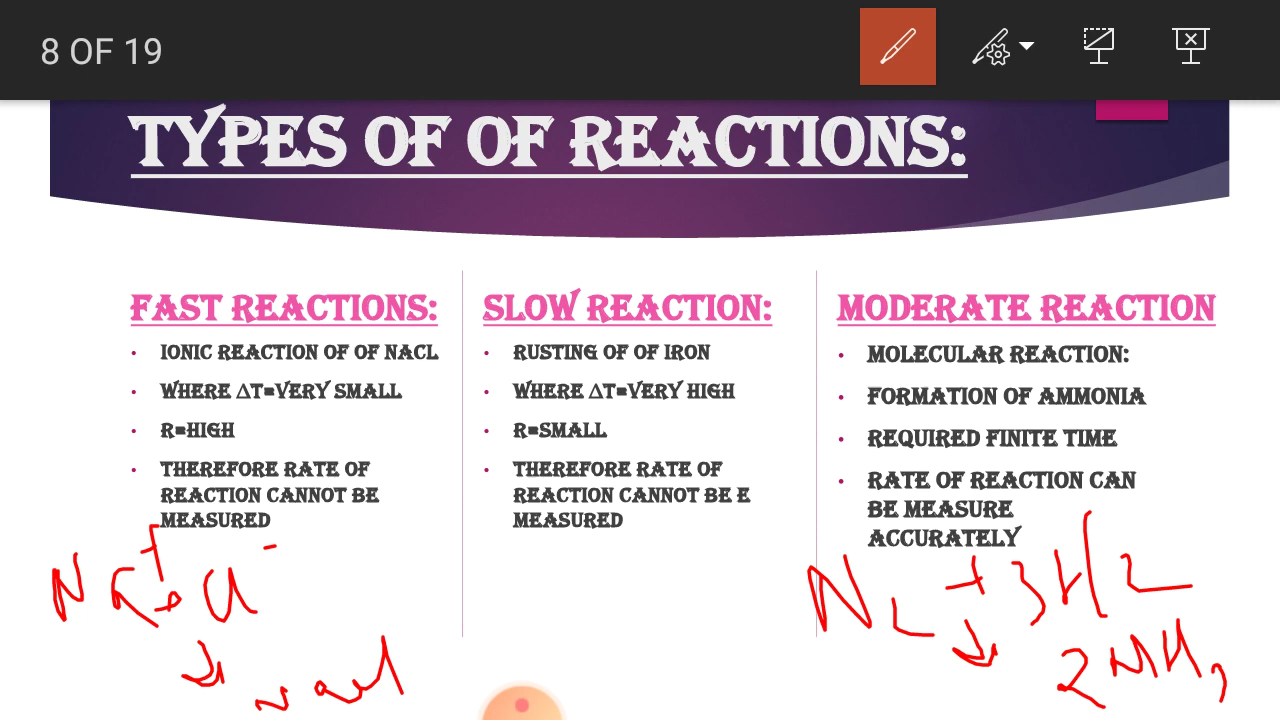 8 OF 19
TYPES OF OF REACTIONS:
FAST REACTIONS:
• IONIC REACTION OF OF NACL
• WHERE ∆T=VERY SMALL
• R=HIGH
• THEREFORE RATE OF
REACTION CANNOT BE
MEASURED
Na+ + Cl-
↓
NaCl
SLOW REACTION:
• RUSTING OF OF IRON
• WHERE ∆T=VERY HIGH
• R=SMALL
• THEREFORE RATE OF
REACTION CANNOT BE E
MEASURED
MODERATE REACTION
• MOLECULAR REACTION:
• FORMATION OF AMMONIA
• REQUIRED FINITE TIME
• RATE OF REACTION CAN
BE MEASURE
ACCURATELY
N2 + 3H2
↓
2NH3